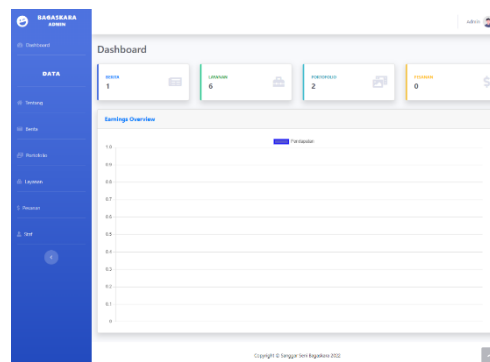 BAGASKARA
ADMIN
Dashboard
DATA
Tentang
Berita
Portofolio
Layanan
Pesanan
Staf
Admin
Dashboard
BERITA
1
LAYANAN
6
PORTOFOLIO
2
PESANAN
0
Earnings Overview
Pendapatan
1.0
0.9
0.8
0.7
0.6
0.5
0.4
0.3
0.2
0.1
0
Copyright © Sanggar Seni Bagaskara 2022